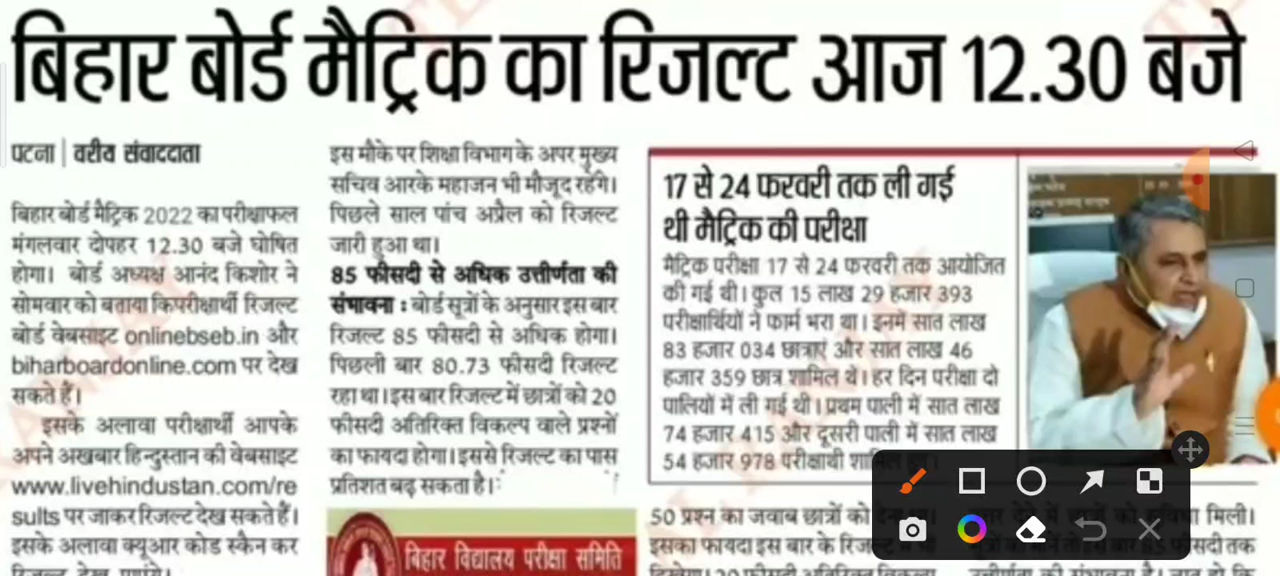 बिहार बोर्ड मैट्रिक का रिजल्ट आज 12.30 बजे
पटना | वरीय संवाददाता
बिहार बोर्ड मैट्रिक 2022 का परीक्षाफल
मंगलवार दोपहर 12.30 बजे घोषित
होगा। बोर्ड अध्यक्ष आनंद किशोर ने
सोमवार को बताया किपरीक्षार्थी रिजल्ट
बोर्ड वेबसाइट onlinebseb.in और
biharboardonline.com पर देख
सकते हैं।
इसके अलावा परीक्षार्थी आपके
अपने अखबार हिन्दुस्तान की वेबसाइट
www.livehindustan.com/re
sults पर जाकर रिजल्ट देख सकते हैं।
इसके अलावा क्यूआर कोड स्कैन कर
रिजल्ट देख
इस मौके पर शिक्षा विभाग के अपर मुख्य
सचिव आरके महाजन भी मौजूद रहेंगे।
पिछले साल पांच अप्रैल को रिजल्ट
जारी हुआ था।
85 फीसदी से अधिक उत्तीर्णता की
संभावना : बोर्ड सूत्रों के अनुसार इस बार
रिजल्ट 85 फीसदी से अधिक होगा।
पिछली बार 80.73 फीसदी रिजल्ट
रहा था। इस बार रिजल्ट में छात्रों को 20
फीसदी अतिरिक्त विकल्प वाले प्रश्नों
का फायदा होगा। इससे रिजल्ट का पास
प्रतिशत बढ़ सकता है।
बिहार विद्यालय परीक्षा समिति
17 से 24 फरवरी तक ली गई
थी मैट्रिक की परीक्षा
मैट्रिक परीक्षा 17 से 24 फरवरी तक आयोजित
की गई थी। कुल 15 लाख 29 हजार 393
परीक्षार्थियों ने फार्म भरा था। इनमें सात लाख
83 हजार 034 छात्राएं और सात लाख 46
हजार 359 छात्र शामिल थे। हर दिन परीक्षा दो
पालियों में ली गई थी। प्रथम पाली में सात लाख
74 हजार 415 और दूसरी पाली में सात लाख
54 हजार 978 परीक्षार्थी
50 प्रश्न का जवाब छात्रों को
इसका फायदा इस बार के
मिली।
फीसदी तक